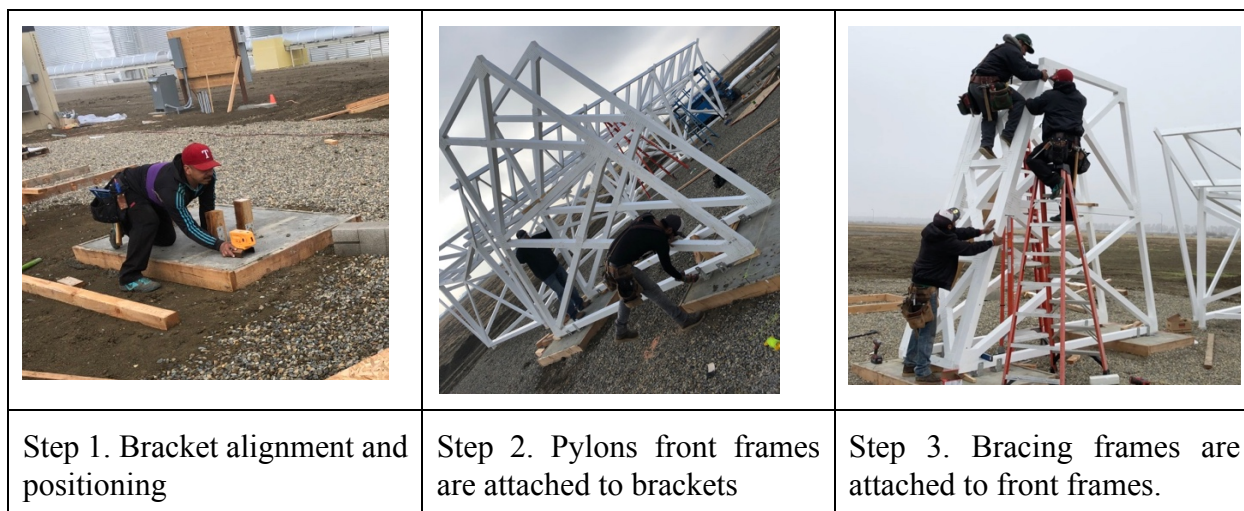 T
Step 1. Bracket alignment and
positioning
Step 2. Pylons front frames
are attached to brackets
Step 3. Bracing frames are
attached to front frames.